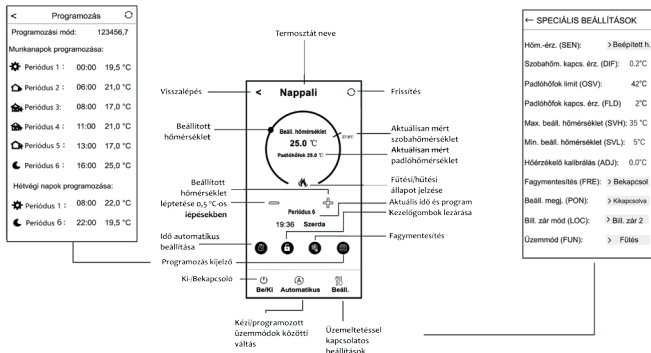 < Programozás
Programozási mód: 123456,7
Munkanapok programozása:
Periódus 1 : 00:00 19,5 °C
Periódus 2 : 06:00 21,0 °C
Periódus 3: 08:00 17,0 °C
Periódus 4 : 11:00 21,0 °C
Periódus 5 : 13:00 17,0 °C
Periódus 6 : 16:00 25,0 °C
Hétvégi napok programozása:
Periódus 1 : 08:00 22,0 °C
Periódus 6 : 22:00 19,5 °C
Termosztát neve
Visszalépés
< Nappali
Frissítés
Beállított
hőmérséklet
Beáll. hőmérséklet
25.0 °C
Padlóhőfok 25.0 °C
27.5°C
Aktuálisan mért
szobahőmérséklet
Aktuálisan mért
padlóhőmérséklet
Fűtési/hűtési
állapot jelzése
Beállított
hőmérséklet
léptetése 0,5 °C-os
lépésekben
Periódus 6
19:36 Szerda
Aktuális idő és program
Kezelőgombok lezárása
Fagymentesítés
Idő automatikus
beállítása
Programozás kijelző
Ki-/Bekapcsoló
Be/Ki Automatikus Beáll.
Kézi/programozott
üzemmódok közötti
váltás
Üzemeltetéssel
kapcsolatos
beállítások
← SPECIÁLIS BEÁLLÍTÁSOK
Hőm.-érz. (SEN): > Beépített h.
Szobahőm. kapcs. érz. (DIF): 0.2°C
Padlóhőfok limit (OSV): 42°C
Padlóhőfok kapcs. érz. (FLD) 2°C
Max. beáll. hőmérséklet (SVH): 35 °C
Min. beáll. hőmérséklet (SVL): 5°C
Hőérzékelő kalibrálás (ADJ): 0.0°C
Fagymentesítés (FRE): > Bekapcsol
Beáll. megj. (PON): > Kikapcsolva
Bill. zár mód (LOC): > Bill. zár 2
Üzemmód (FUN): > Fűtés